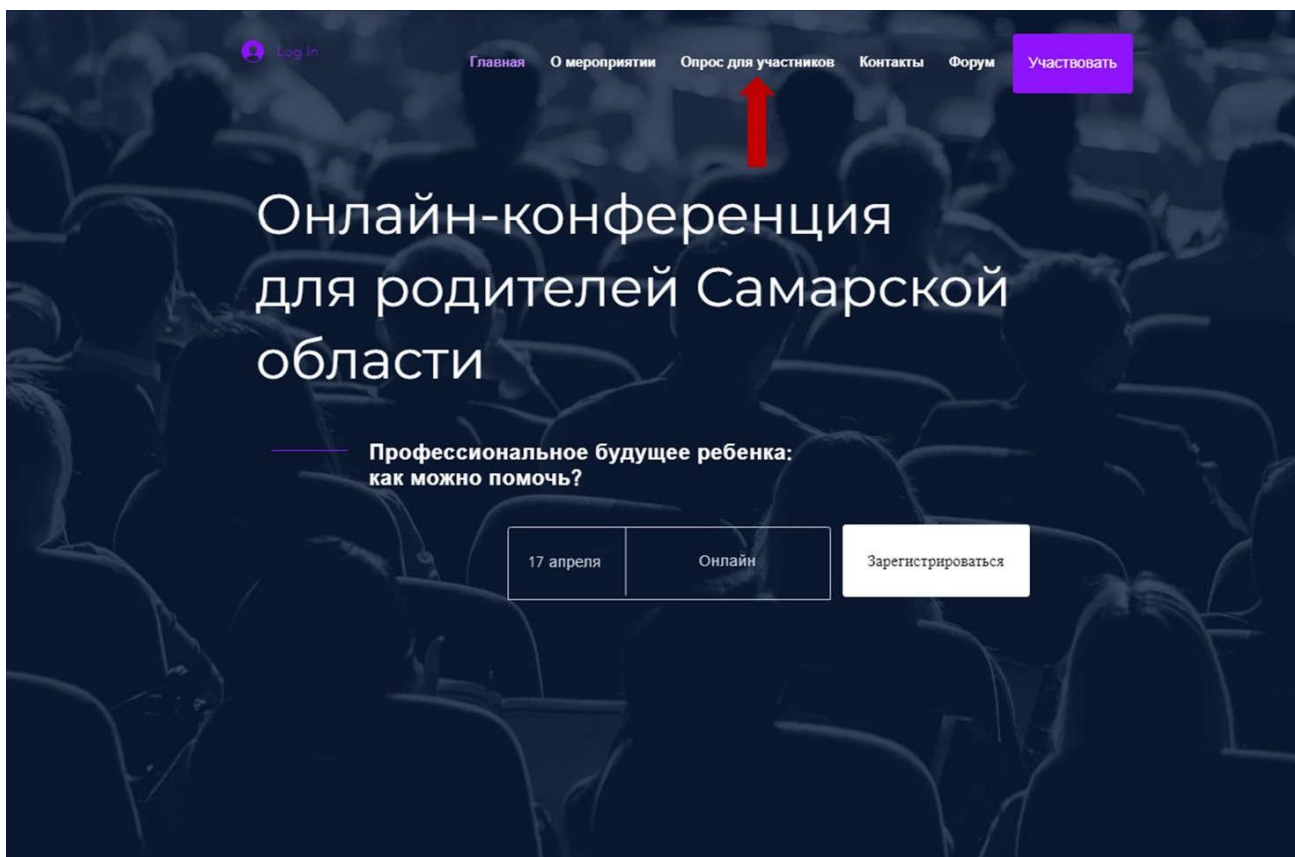 Log In
Главная О мероприятии Опрос для участников Контакты Форум Участвовать
Онлайн-конференция
для родителей Самарской
области
Профессиональное будущее ребенка:
как можно помочь?
17 апреля Онлайн Зарегистрироваться